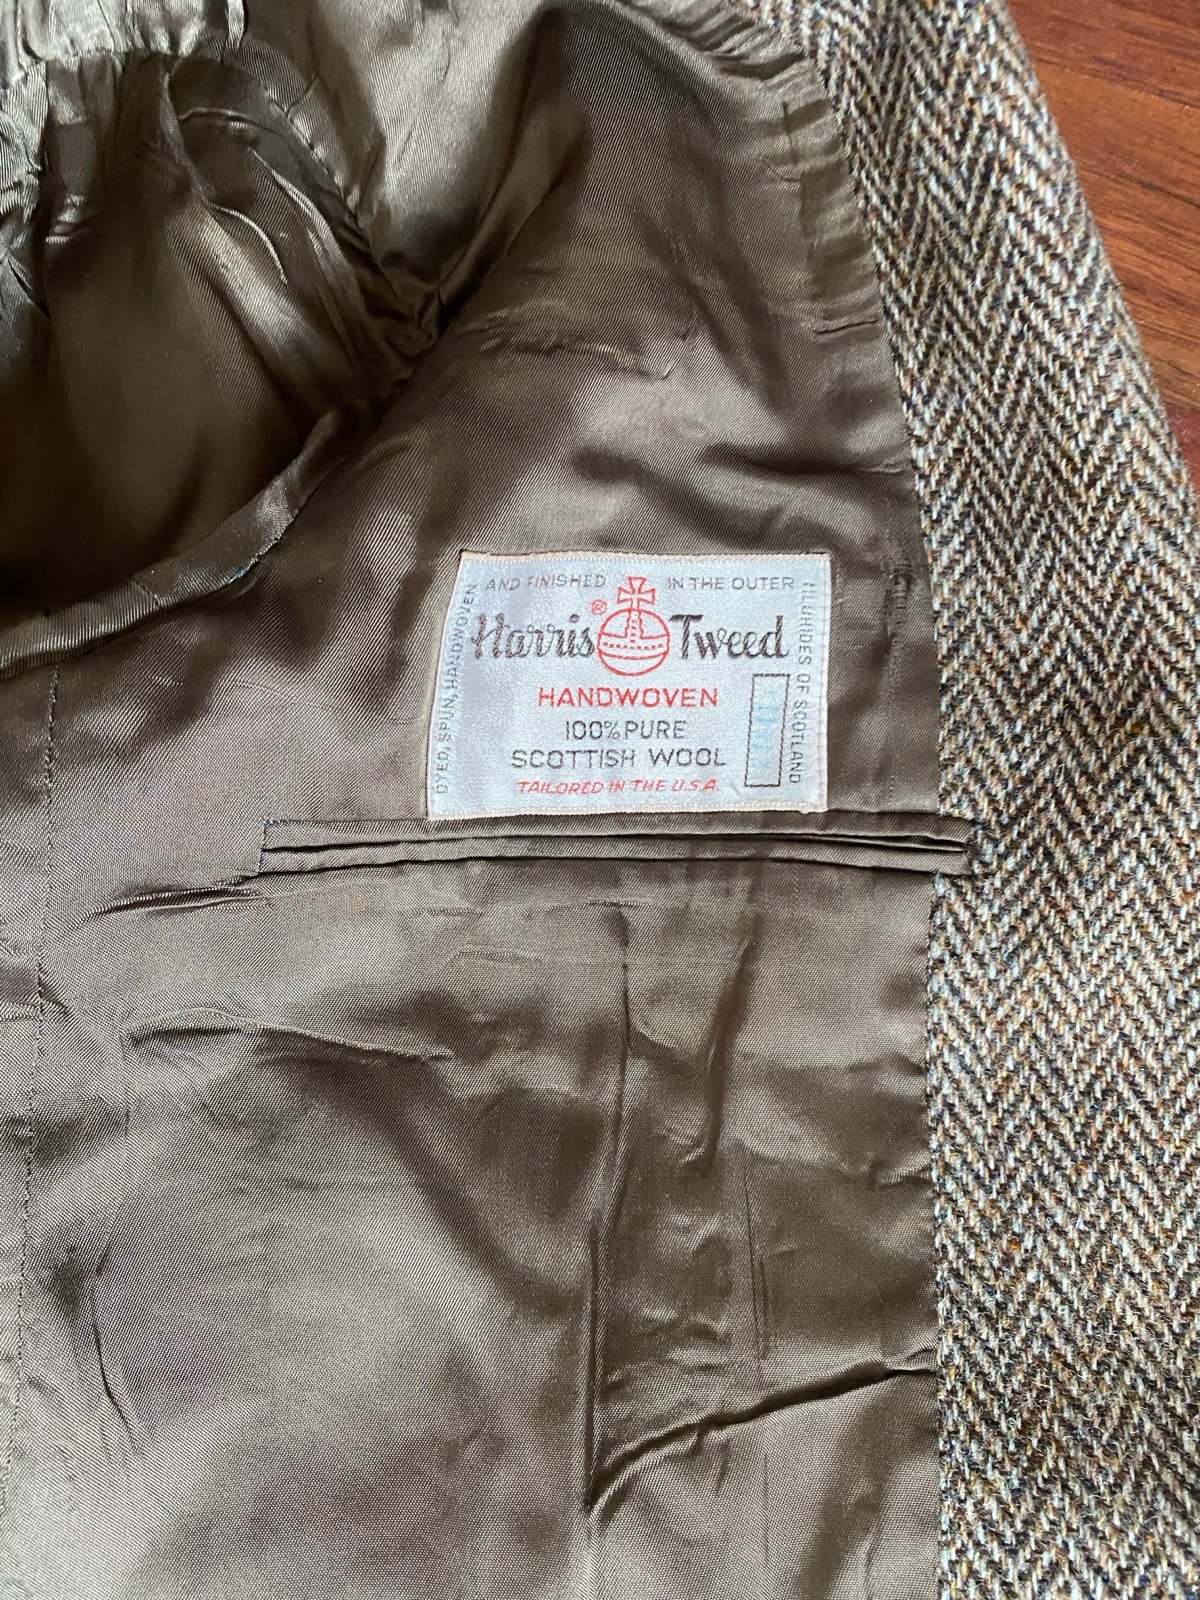 DYED, SPUN, HANDWOVEN
AND FINISHED IN THE OUTER
HEBRIDES OF SCOTLAND
Harris® Tweed
HANDWOVEN
100% PURE
SCOTTISH WOOL
TAILORED IN THE U.S.A.